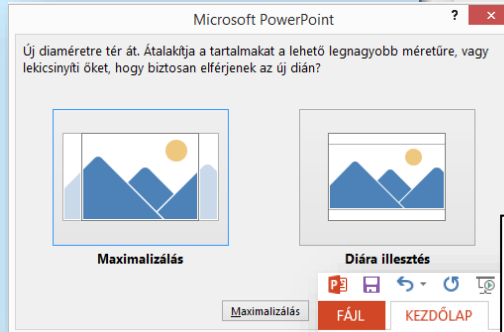 Microsoft PowerPoint
Új diaméretre tér át. Átalakítja a tartalmakat a lehető legnagyobb méretűre, vagy
lekicsinyíti őket, hogy biztosan elférjenek az új dián?
Maximalizálás
Diára illesztés
Maximalizálás
FÁJL
KEZDŐLAP